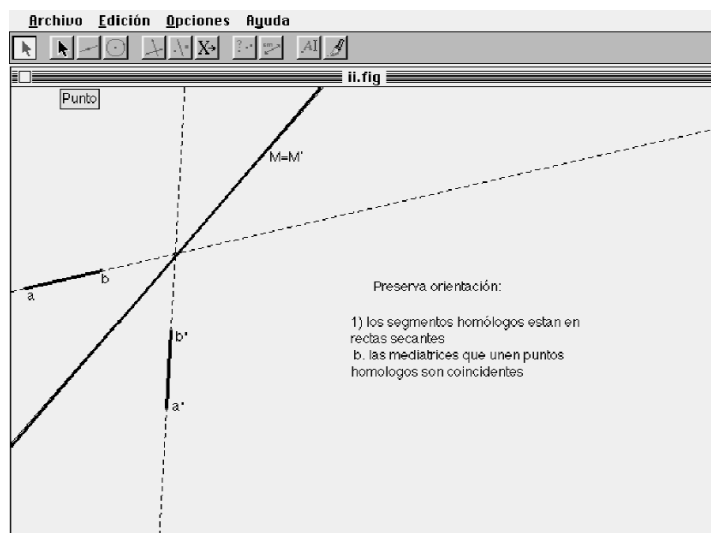 Archivo Edición Opciones Ayuda
X
?
AI
ii.fig
Punto
M=M'
a
b
b'
a'
Preserva orientación:
1) los segmentos homólogos estan en
rectas secantes
b. las mediatrices que unen puntos
homologos son coincidentes